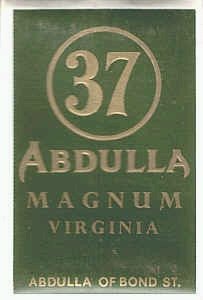 37
ABDULLA
MAGNUM
VIRGINIA
ABDULLA OF BOND ST.